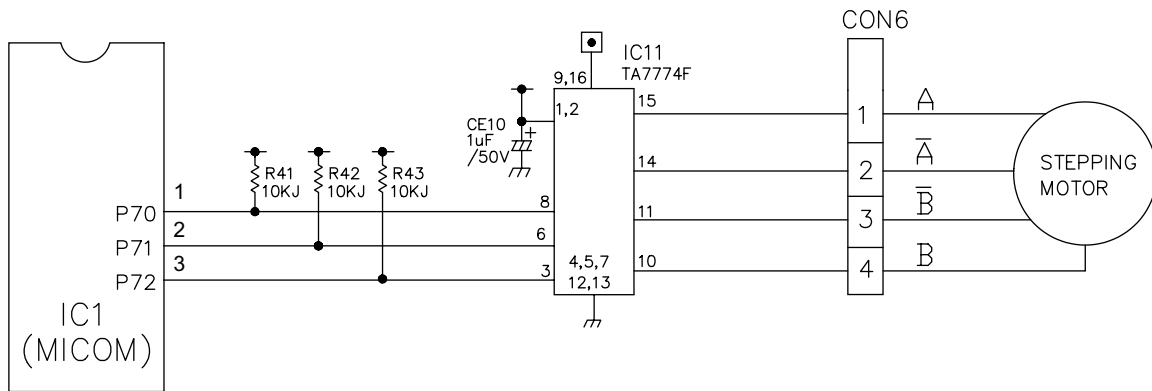 CON6
IC11
TA7774F
9,16
1,2
15
CE10
1uF
/50V
+
1
A
14
2
A̅
STEPPING
MOTOR
R41
10KJ
R42
10KJ
R43
10KJ
1
P70
8
11
3
B̅
2
P71
6
3
P72
3
4,5,7
12,13
10
4
B
IC1
(MICOM)